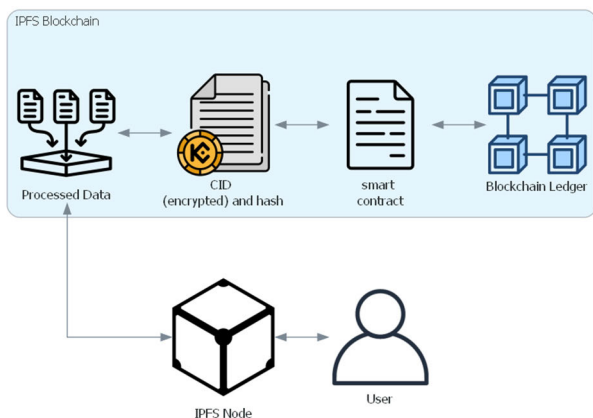 IPFS Blockchain
Processed Data
CID
(encrypted) and hash
smart
contract
Blockchain Ledger
IPFS Node
User